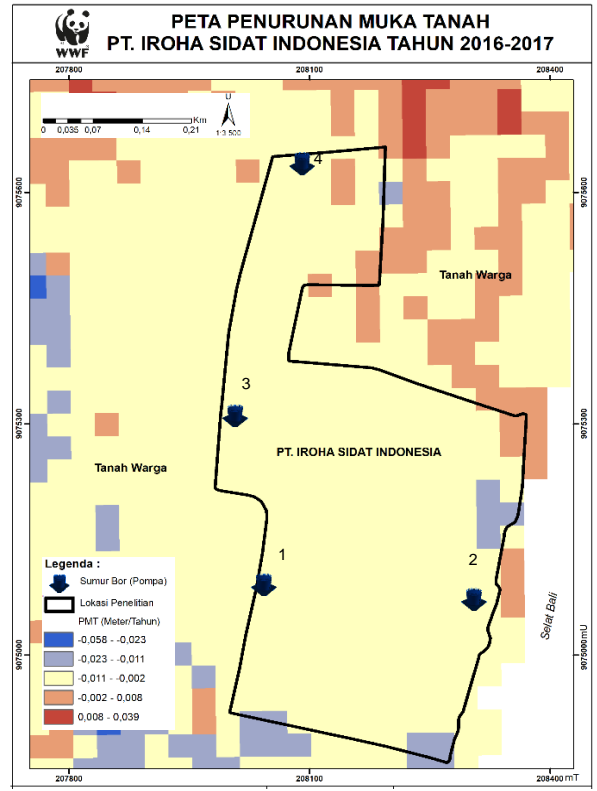 WWF
PETA PENURUNAN MUKA TANAH
PT. IROHA SIDAT INDONESIA TAHUN 2016-2017
207800 208100 208400
U
0 0,035 0,07 0,14 0,21 Km
1:3.500
4
9075600 9075600
Tanah Warga
3
9075300 9075300
PT. IROHA SIDAT INDONESIA
Tanah Warga
1
2
Selat Bali
Legenda :
Sumur Bor (Pompa)
Lokasi Penelitian
PMT (Meter/Tahun)
-0,058 - -0,023
-0,023 - -0,011
-0,011 - -0,002
-0,002 - 0,008
0,008 - 0,039
9075000 9075000mU
207800 208100 208400 mT